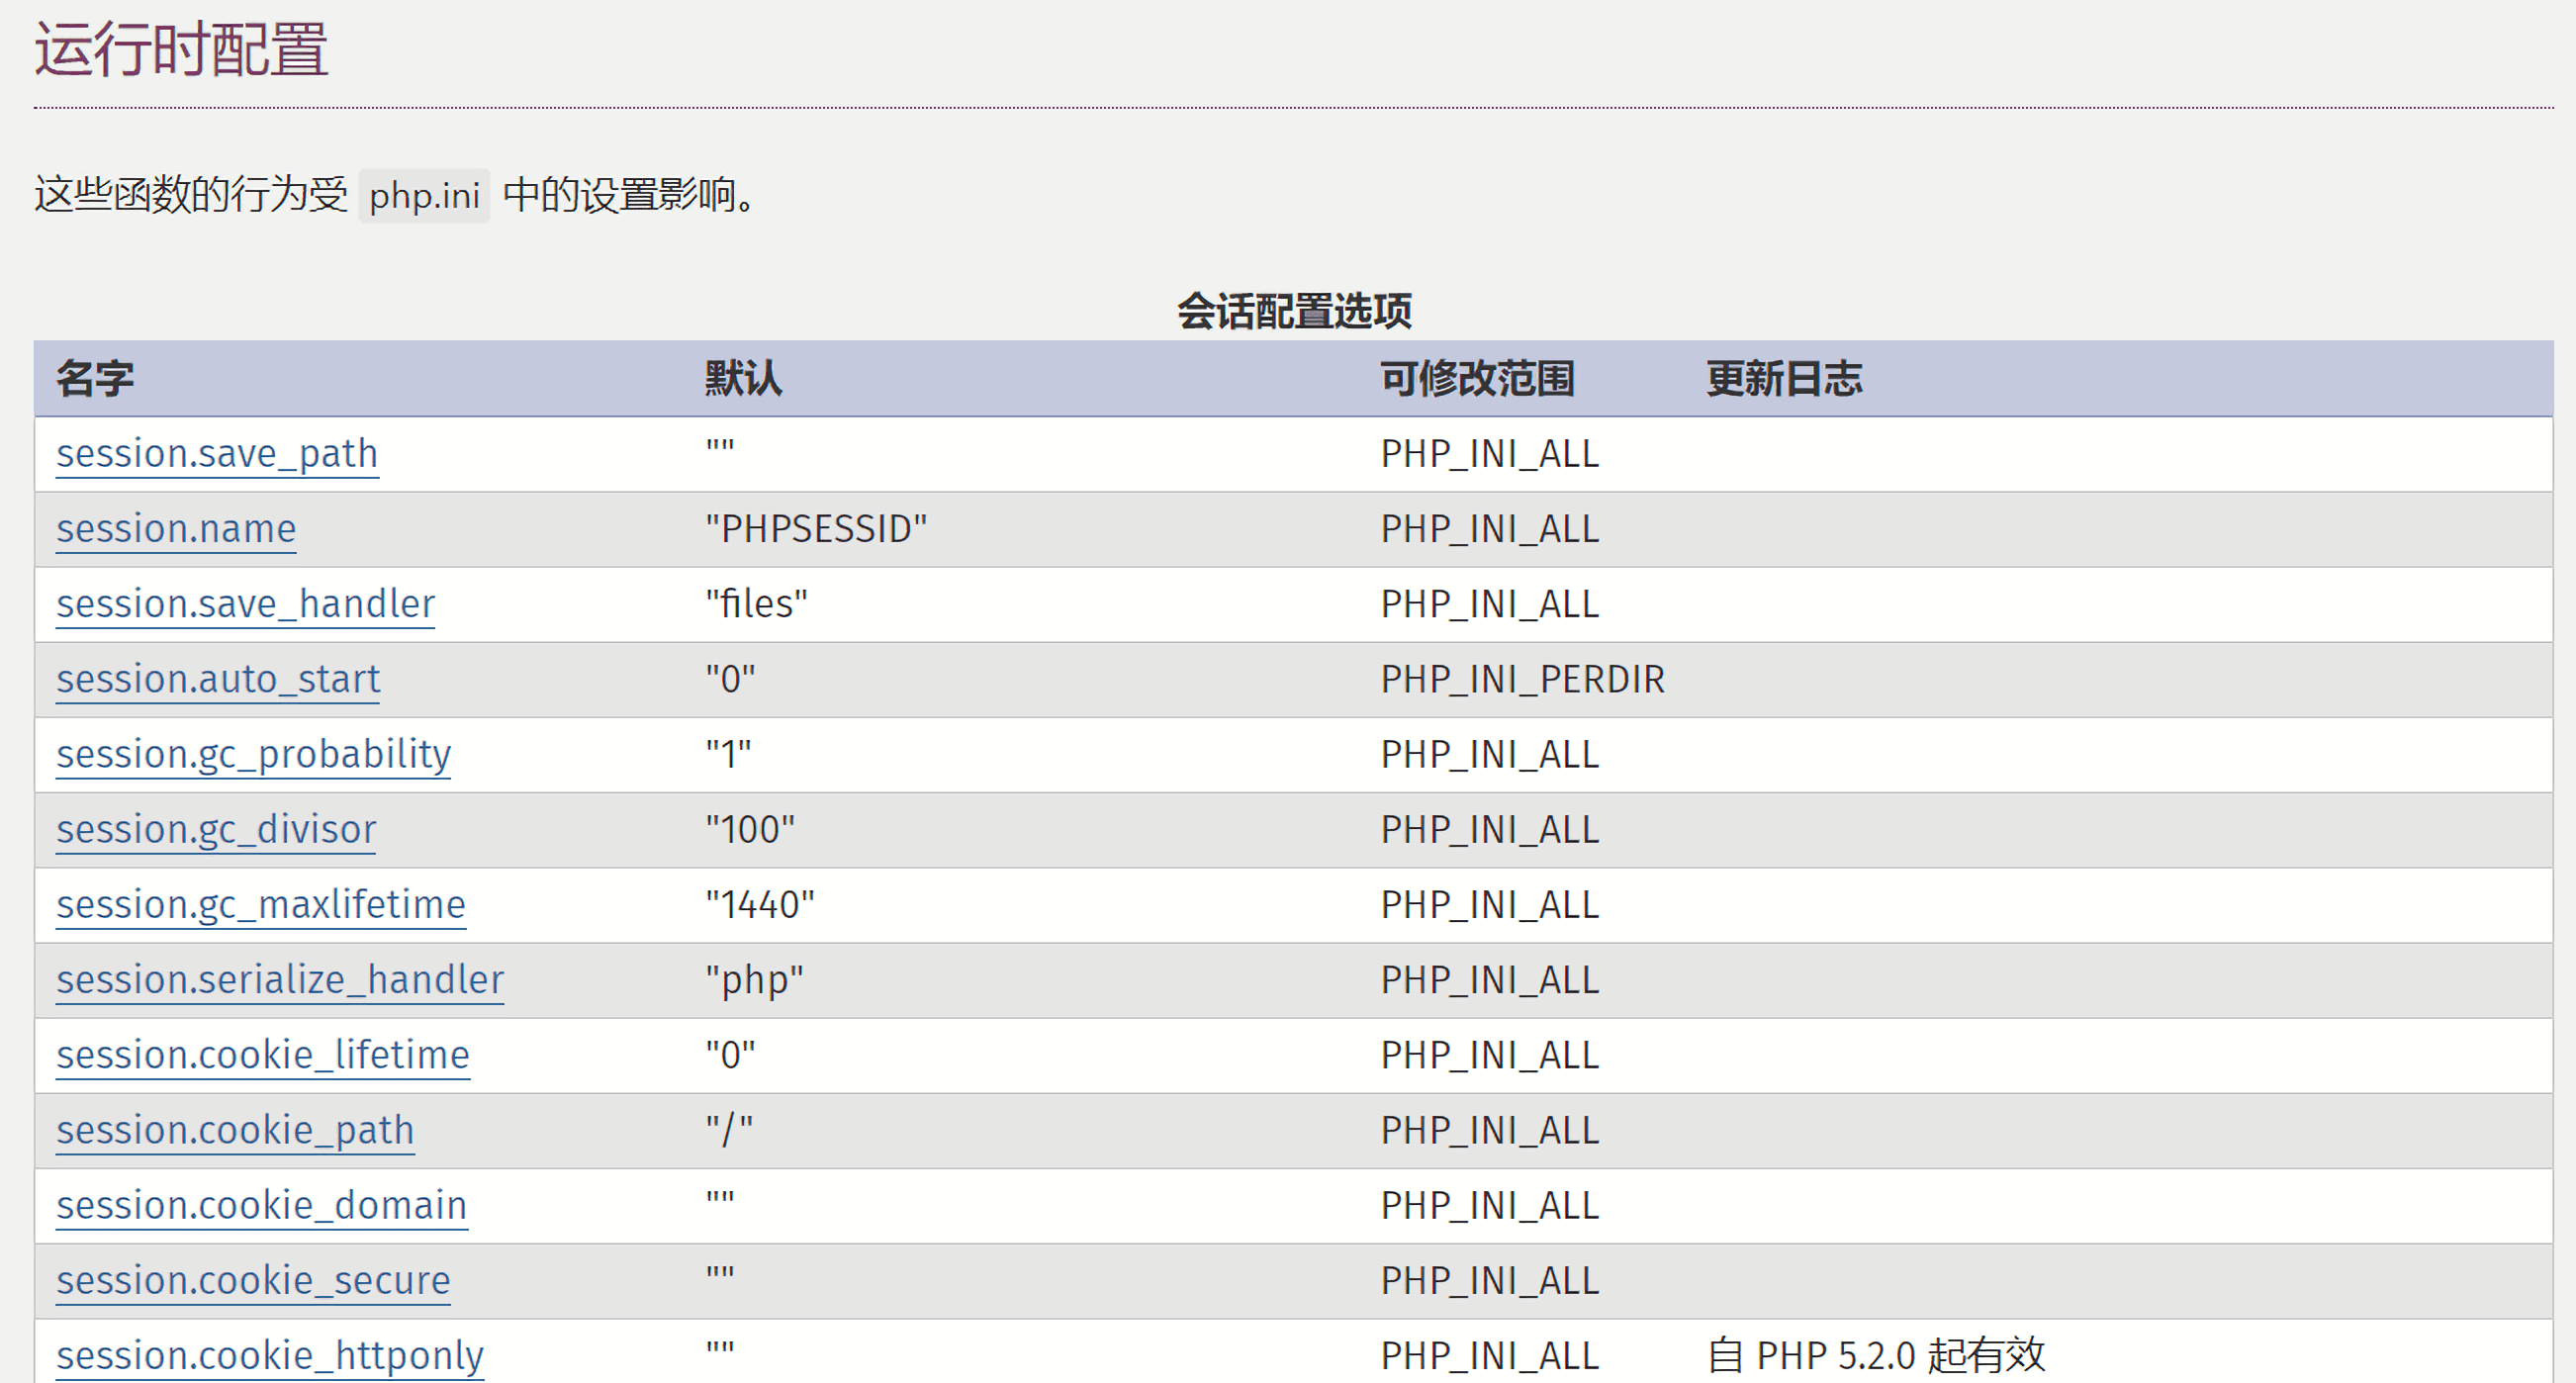 运行时配置
这些函数的行为受 php.ini 中的设置影响。
会话配置选项
名字 默认 可修改范围 更新日志
session.save_path "" PHP_INI_ALL
session.name "PHPSESSID" PHP_INI_ALL
session.save_handler "files" PHP_INI_ALL
session.auto_start "0" PHP_INI_PERDIR
session.gc_probability "1" PHP_INI_ALL
session.gc_divisor "100" PHP_INI_ALL
session.gc_maxlifetime "1440" PHP_INI_ALL
session.serialize_handler "php" PHP_INI_ALL
session.cookie_lifetime "0" PHP_INI_ALL
session.cookie_path "/" PHP_INI_ALL
session.cookie_domain "" PHP_INI_ALL
session.cookie_secure "" PHP_INI_ALL
session.cookie_httponly "" PHP_INI_ALL 自 PHP 5.2.0 起有效